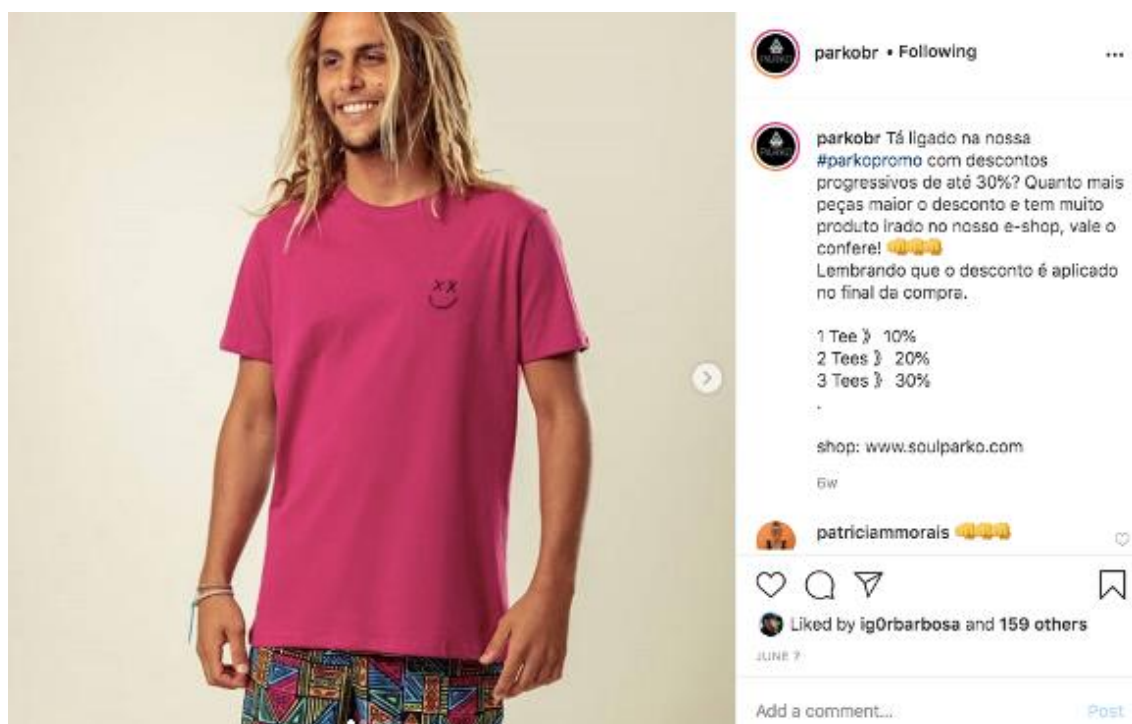 parkobr • Following
parkobr Tá ligado na nossa
#parkopromo com descontos
progressivos de até 30%? Quanto mais
peças maior o desconto e tem muito
produto irado no nosso e-shop, vale o
confere! 👊👊👊
Lembrando que o desconto é aplicado
no final da compra.
1 Tee 》 10%
2 Tees 》 20%
3 Tees 》 30%
.
shop: www.soulparko.com
6w
patriciammorais 👊👊👊
Liked by ig0rbarbosa and 159 others
JUNE 7
Add a comment...
Post